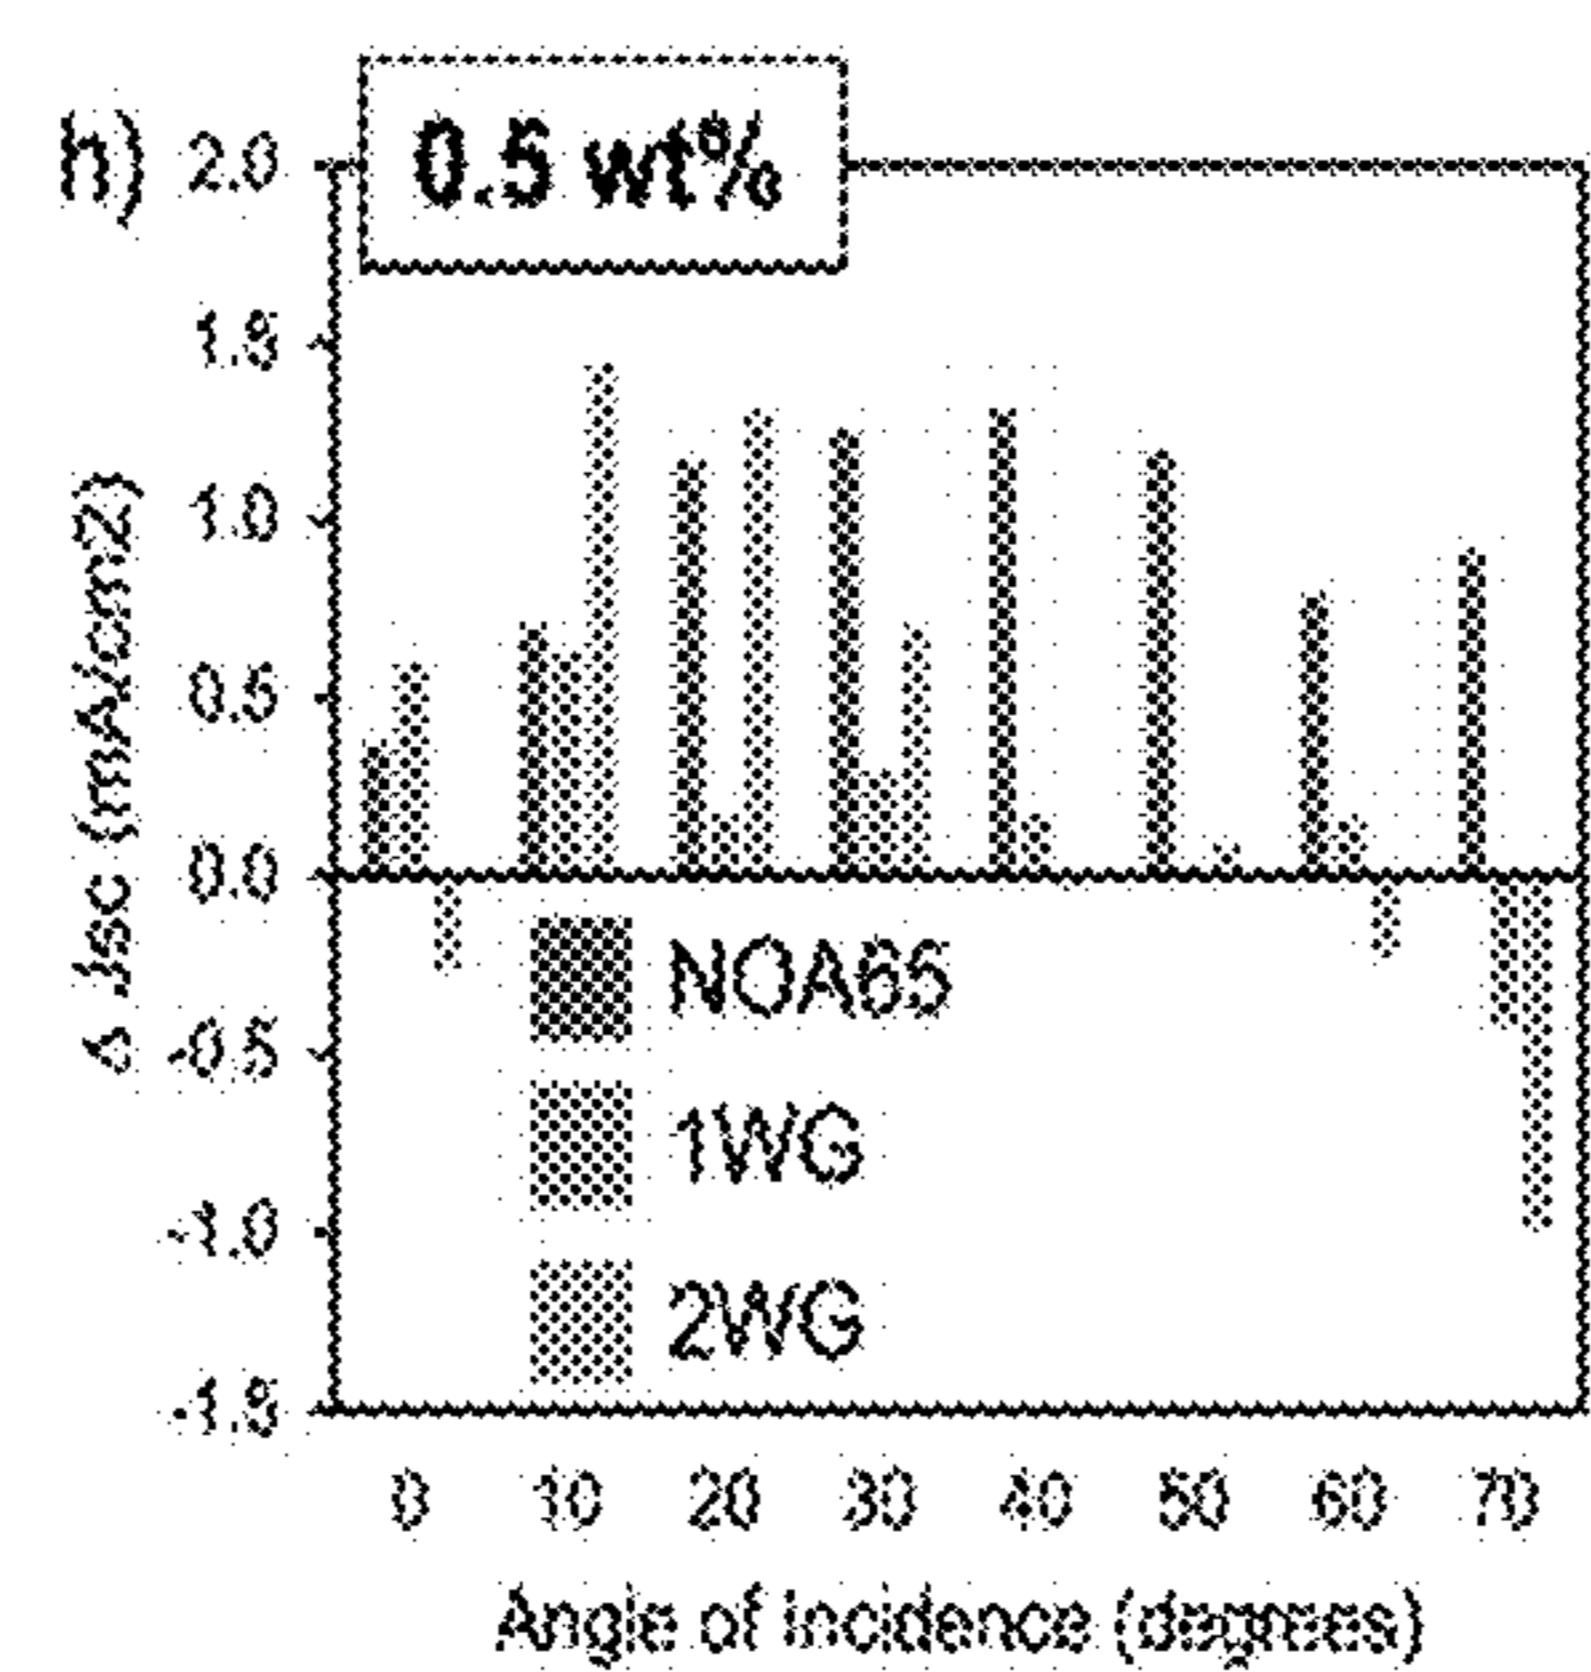 h)
0.5 wt%
2.0
1.5
1.0
0.5
0.0
-0.5
-1.0
-1.5
Δ Jsc (mA/cm2)
NOA65
1WG
2WG
0 10 20 30 40 50 60 70
Angle of Incidence (degrees)